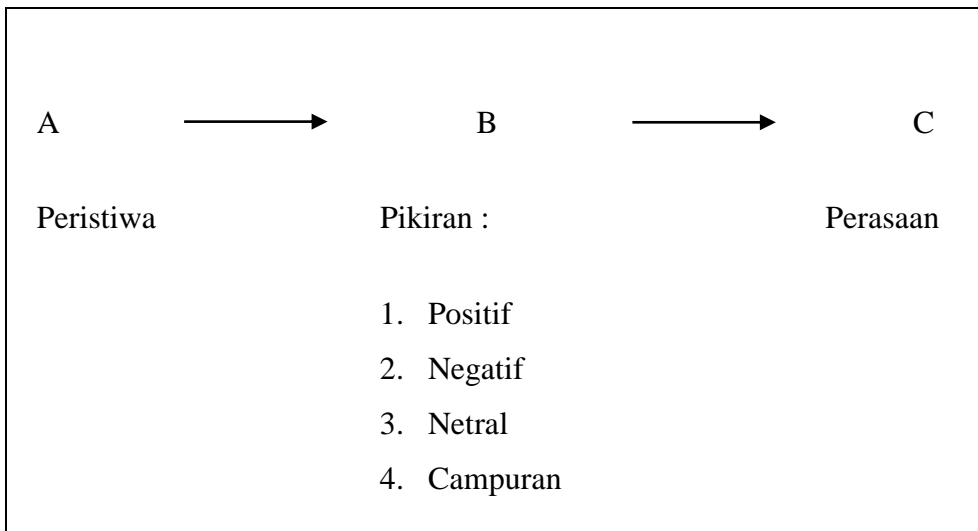 A B C
Peristiwa Pikiran : Perasaan
1. Positif
2. Negatif
3. Netral
4. Campuran